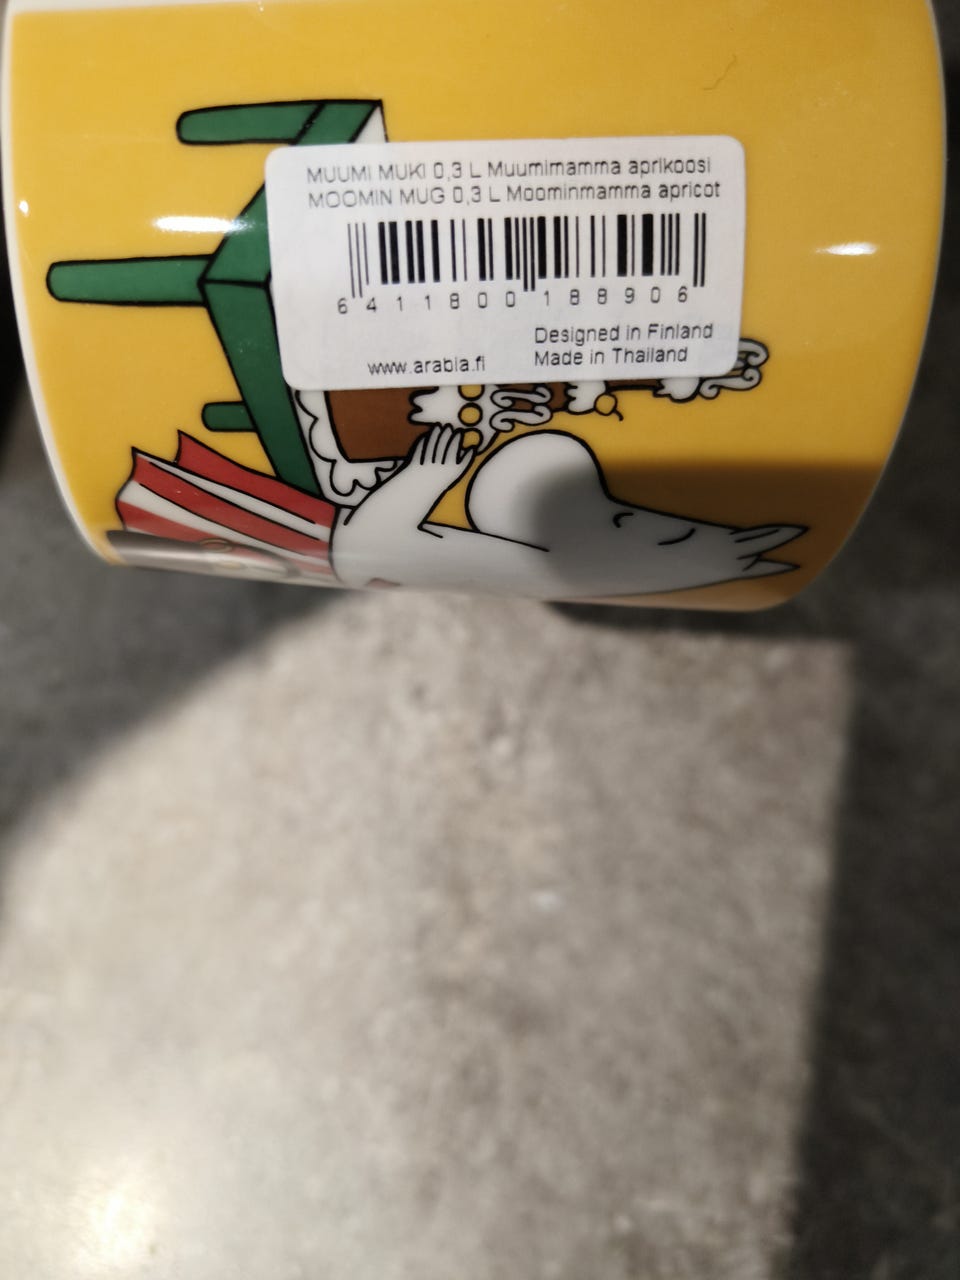 MUUMI MUKI 0,3 L Muumimamma aprikoosi
MOOMIN MUG 0,3 L Moominmamma apricot
6 411800 188906
Designed in Finland
www.arabia.fi Made in Thailand